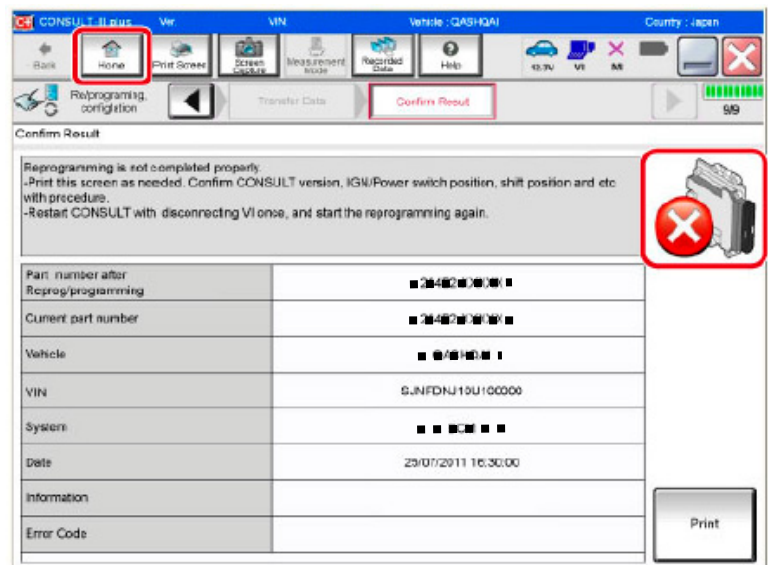 CONSULT-III plus Ver. VIN: Vehicle : QASHQAI Country : Japan
Back Home Print Screen Screen Capture Measurement Mode Recorded Data Help 12.3V VI MI
Re/programing, configlation Transfer Data Confirm Result 9/9
Confirm Result
Reprogramming is not completed properly.
-Print this screen as needed. Confirm CONSULT version, IGN/Power switch position, shift position and etc
with procedure.
-Restart CONSULT with disconnecting VI once, and start the reprogramming again.
Part number after
Reprog/programming
Current part number
Vehicle
VIN SJNFDNJ10U100000
System
Date 25/07/2011 16:30:00
Information
Error Code
Print